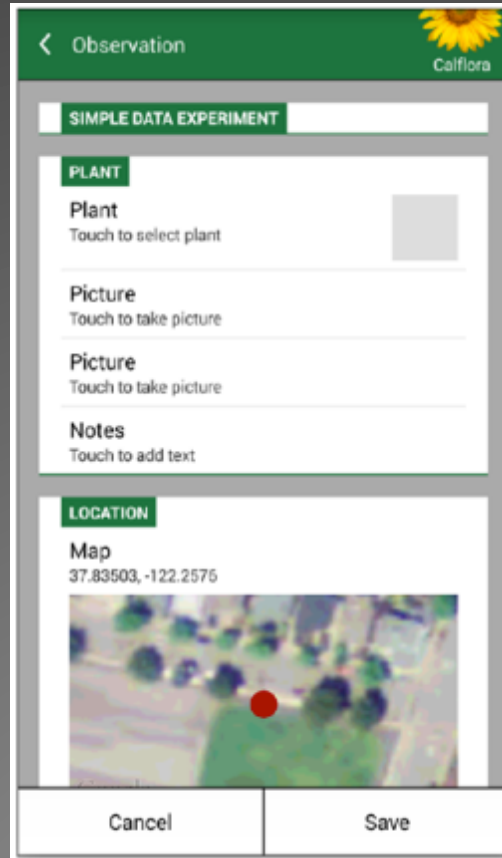 Observation
Calflora
SIMPLE DATA EXPERIMENT
PLANT
Plant
Touch to select plant
Picture
Touch to take picture
Picture
Touch to take picture
Notes
Touch to add text
LOCATION
Map
37.83503, -122.2576
Cancel
Save